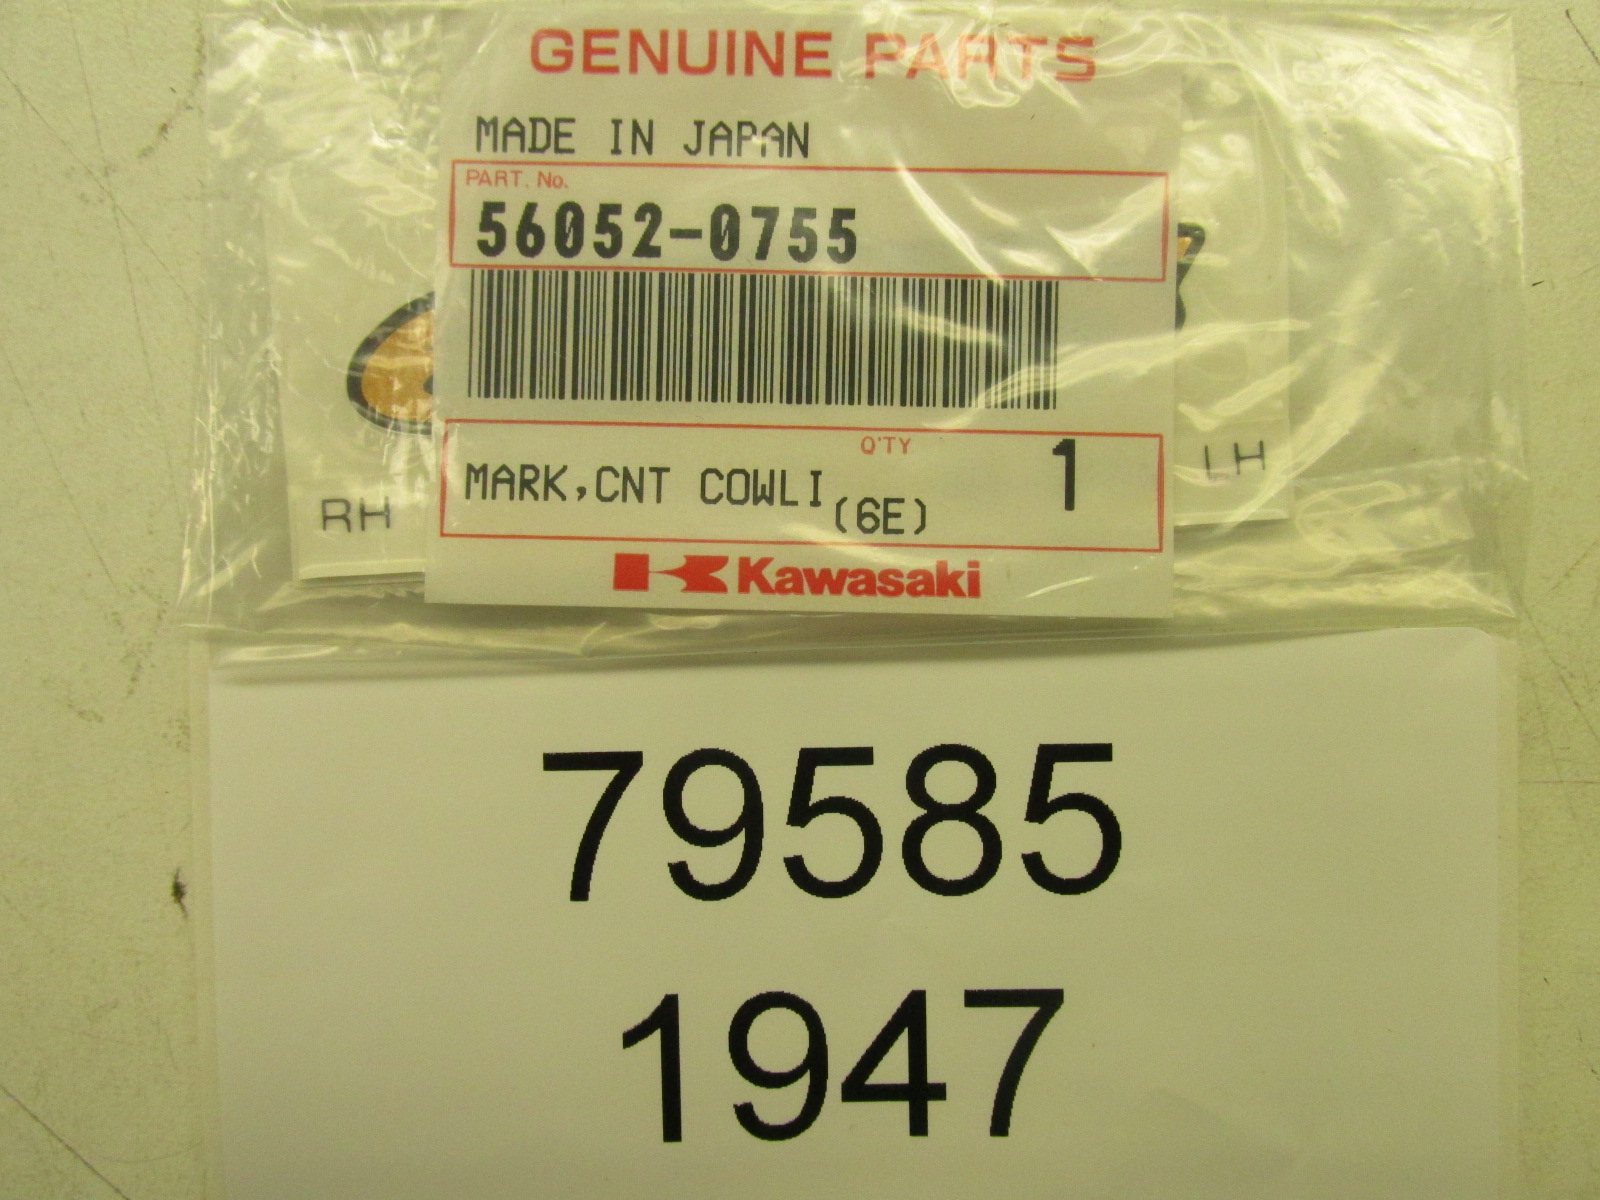 GENUINE PARTS
MADE IN JAPAN
PART. No.
56052-0755
Q'TY
MARK,CNT COWLI
(6E)
1
RH
LH
Kawasaki
79585
1947